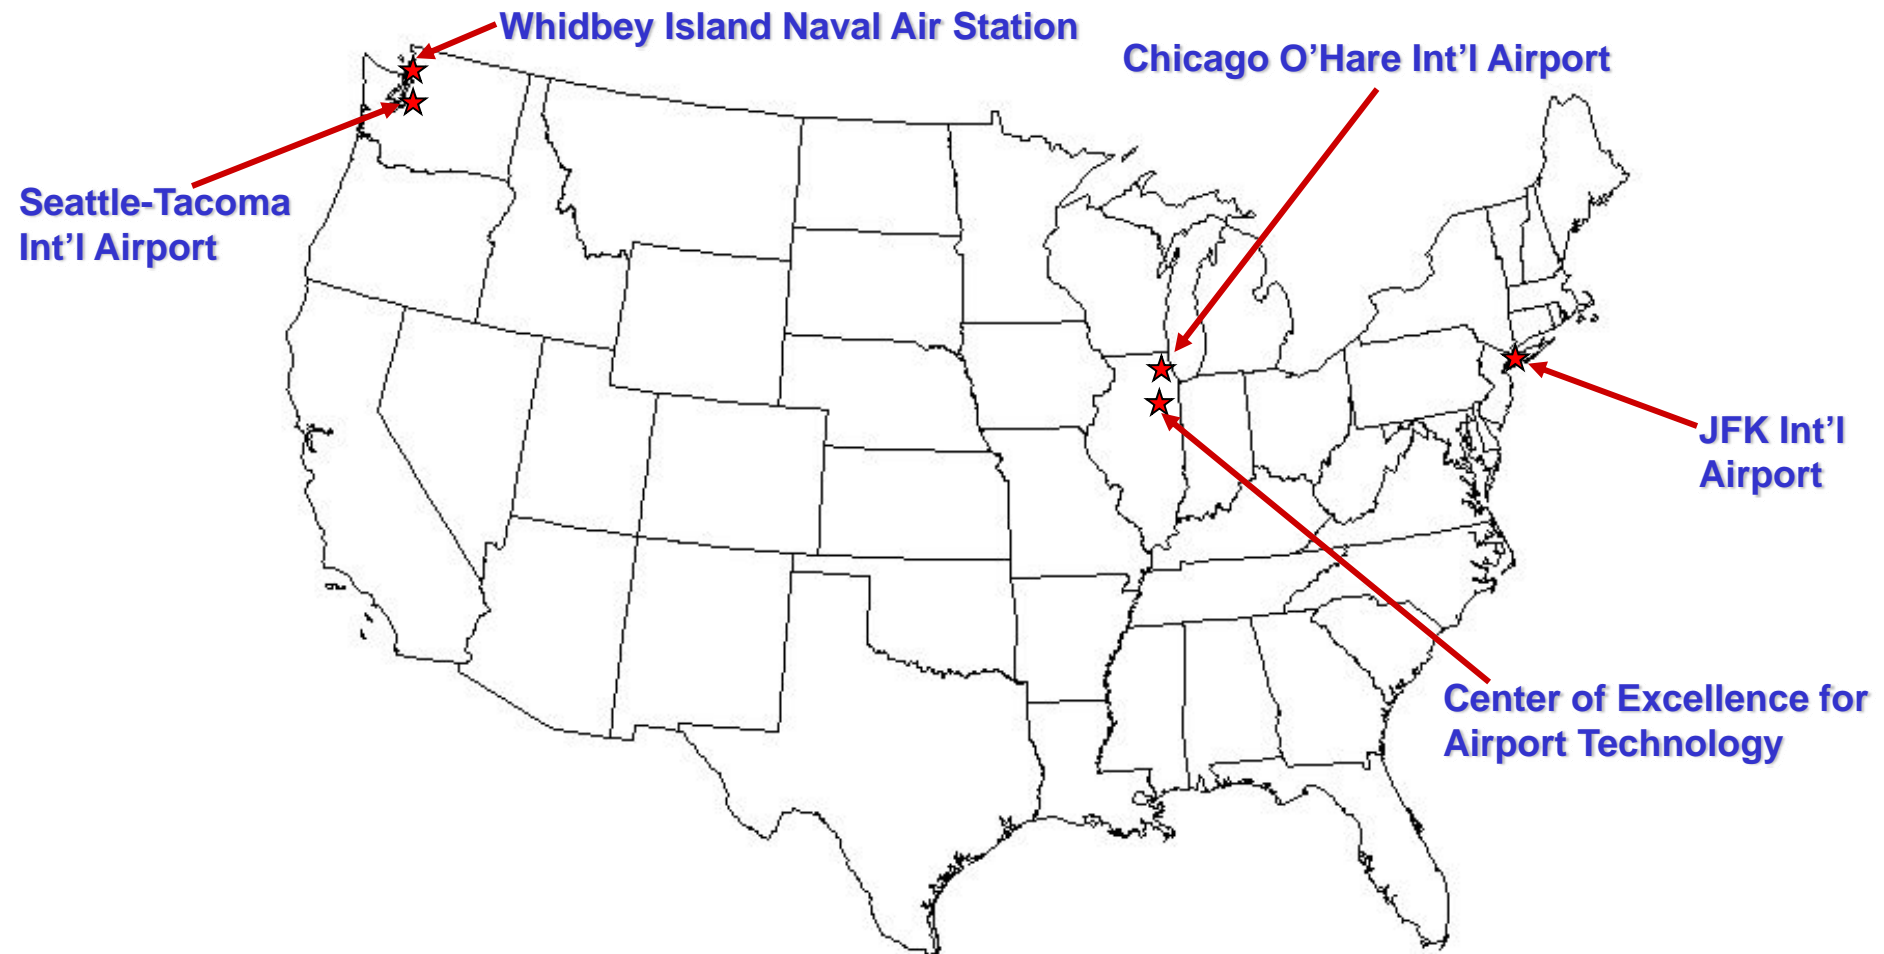 Whidbey Island Naval Air Station
Chicago O’Hare Int’l Airport
Seattle-Tacoma
Int’l Airport
JFK Int’l
Airport
Center of Excellence for
Airport Technology